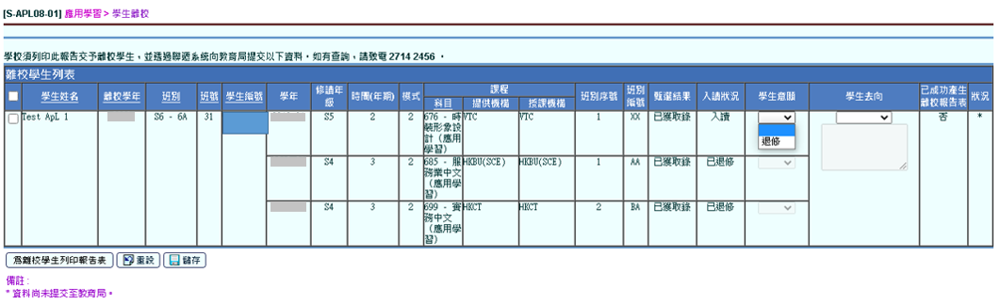 [S-APL08-01] 應用學習 > 學生離校
學校須列印此報告交予離校學生，並透過聯遞系統向教育局提交以下資料。如有查詢，請致電 2714 2456 。
離校學生列表
學生姓名 離校學年 班別 班號 學生編號 學年 修讀年級 時間(年期) 模式 課程 班別序號 班別編號 甄選結果 入讀狀況 學生意願 學生去向 已成功產生離校報告表 狀況
科目 提供機構 授課機構
Test ApL 1 S6 - 6A 31 S5 2 2 676 - 時裝形象設計（應用學習） VTC VTC 1 XX 已獲取錄 入讀 否 *
退修
S4 3 2 685 - 服務業中文（應用學習） HKBU(SCE) HKBU(SCE) 1 AA 已獲取錄 已退修
S4 3 2 699 - 實務中文（應用學習） HKCT HKCT 2 BA 已獲取錄 已退修
為離校學生列印報告表 重設 儲存
備註 :
* 資料尚未提交至教育局。